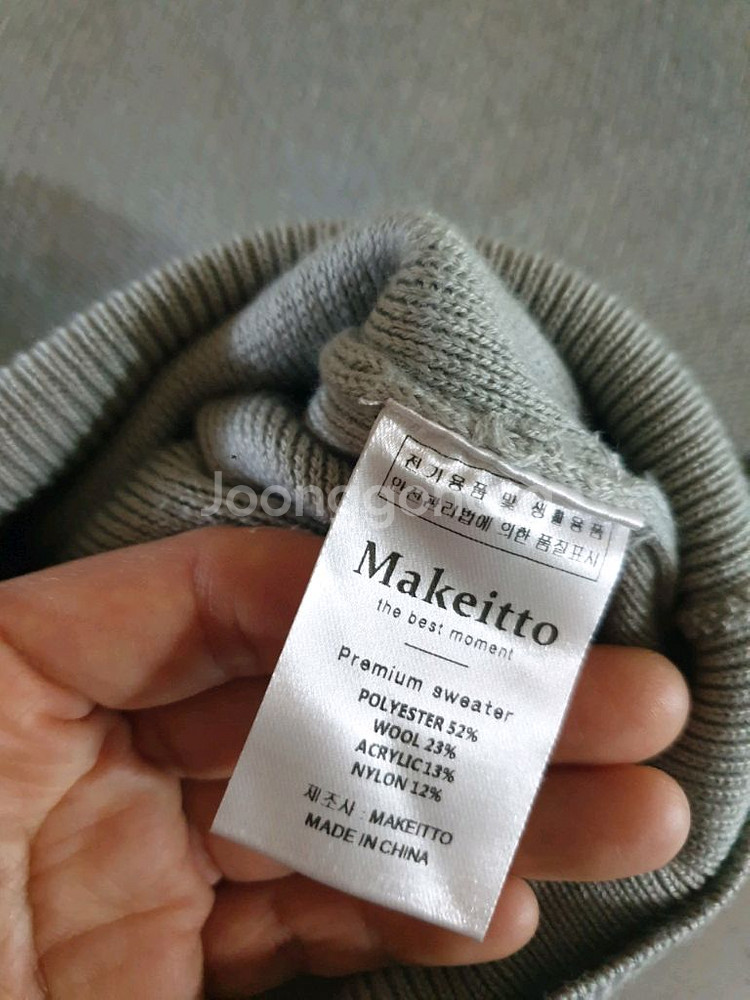 전기용품 및 생활용품
안전관리법에 의한 품질표시
Makeitto
the best moment
Premium sweater
POLYESTER 52%
WOOL 23%
ACRYLIC 13%
NYLON 12%
제조사 : MAKEITTO
MADE IN CHINA